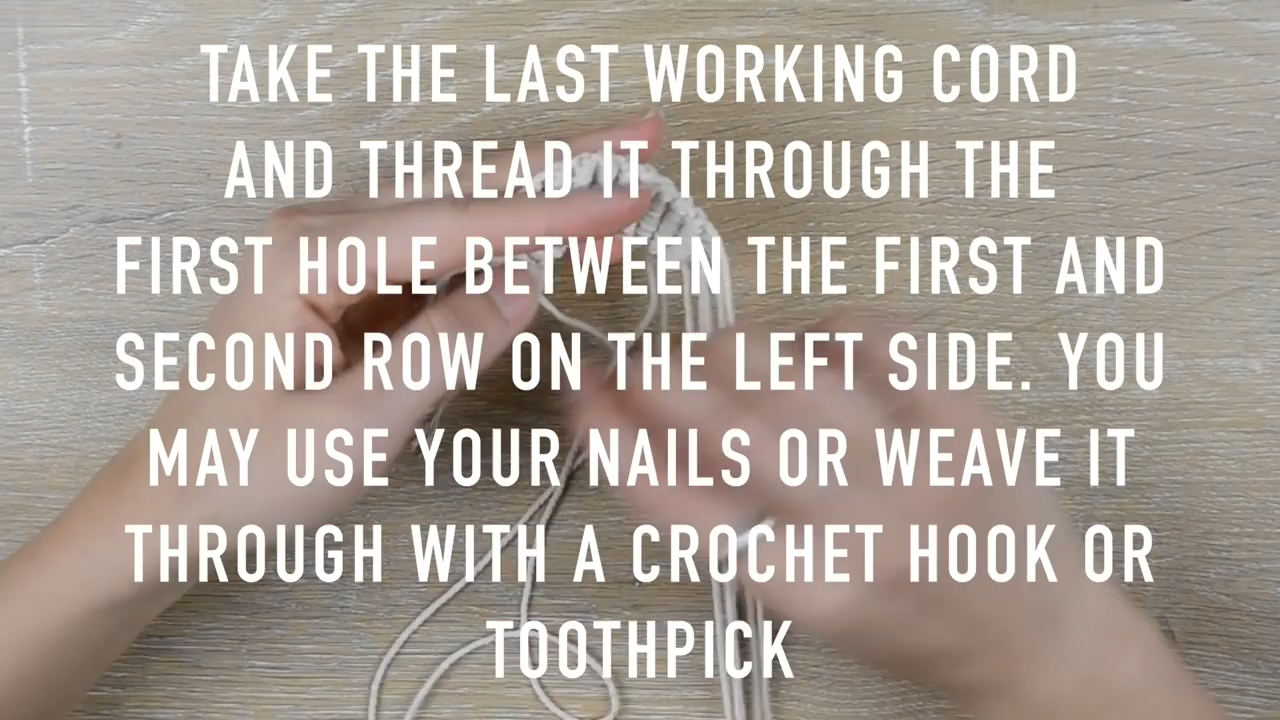 TAKE THE LAST WORKING CORD
AND THREAD IT THROUGH THE
FIRST HOLE BETWEEN THE FIRST AND
SECOND ROW ON THE LEFT SIDE. YOU
MAY USE YOUR NAILS OR WEAVE IT
THROUGH WITH A CROCHET HOOK OR
TOOTHPICK